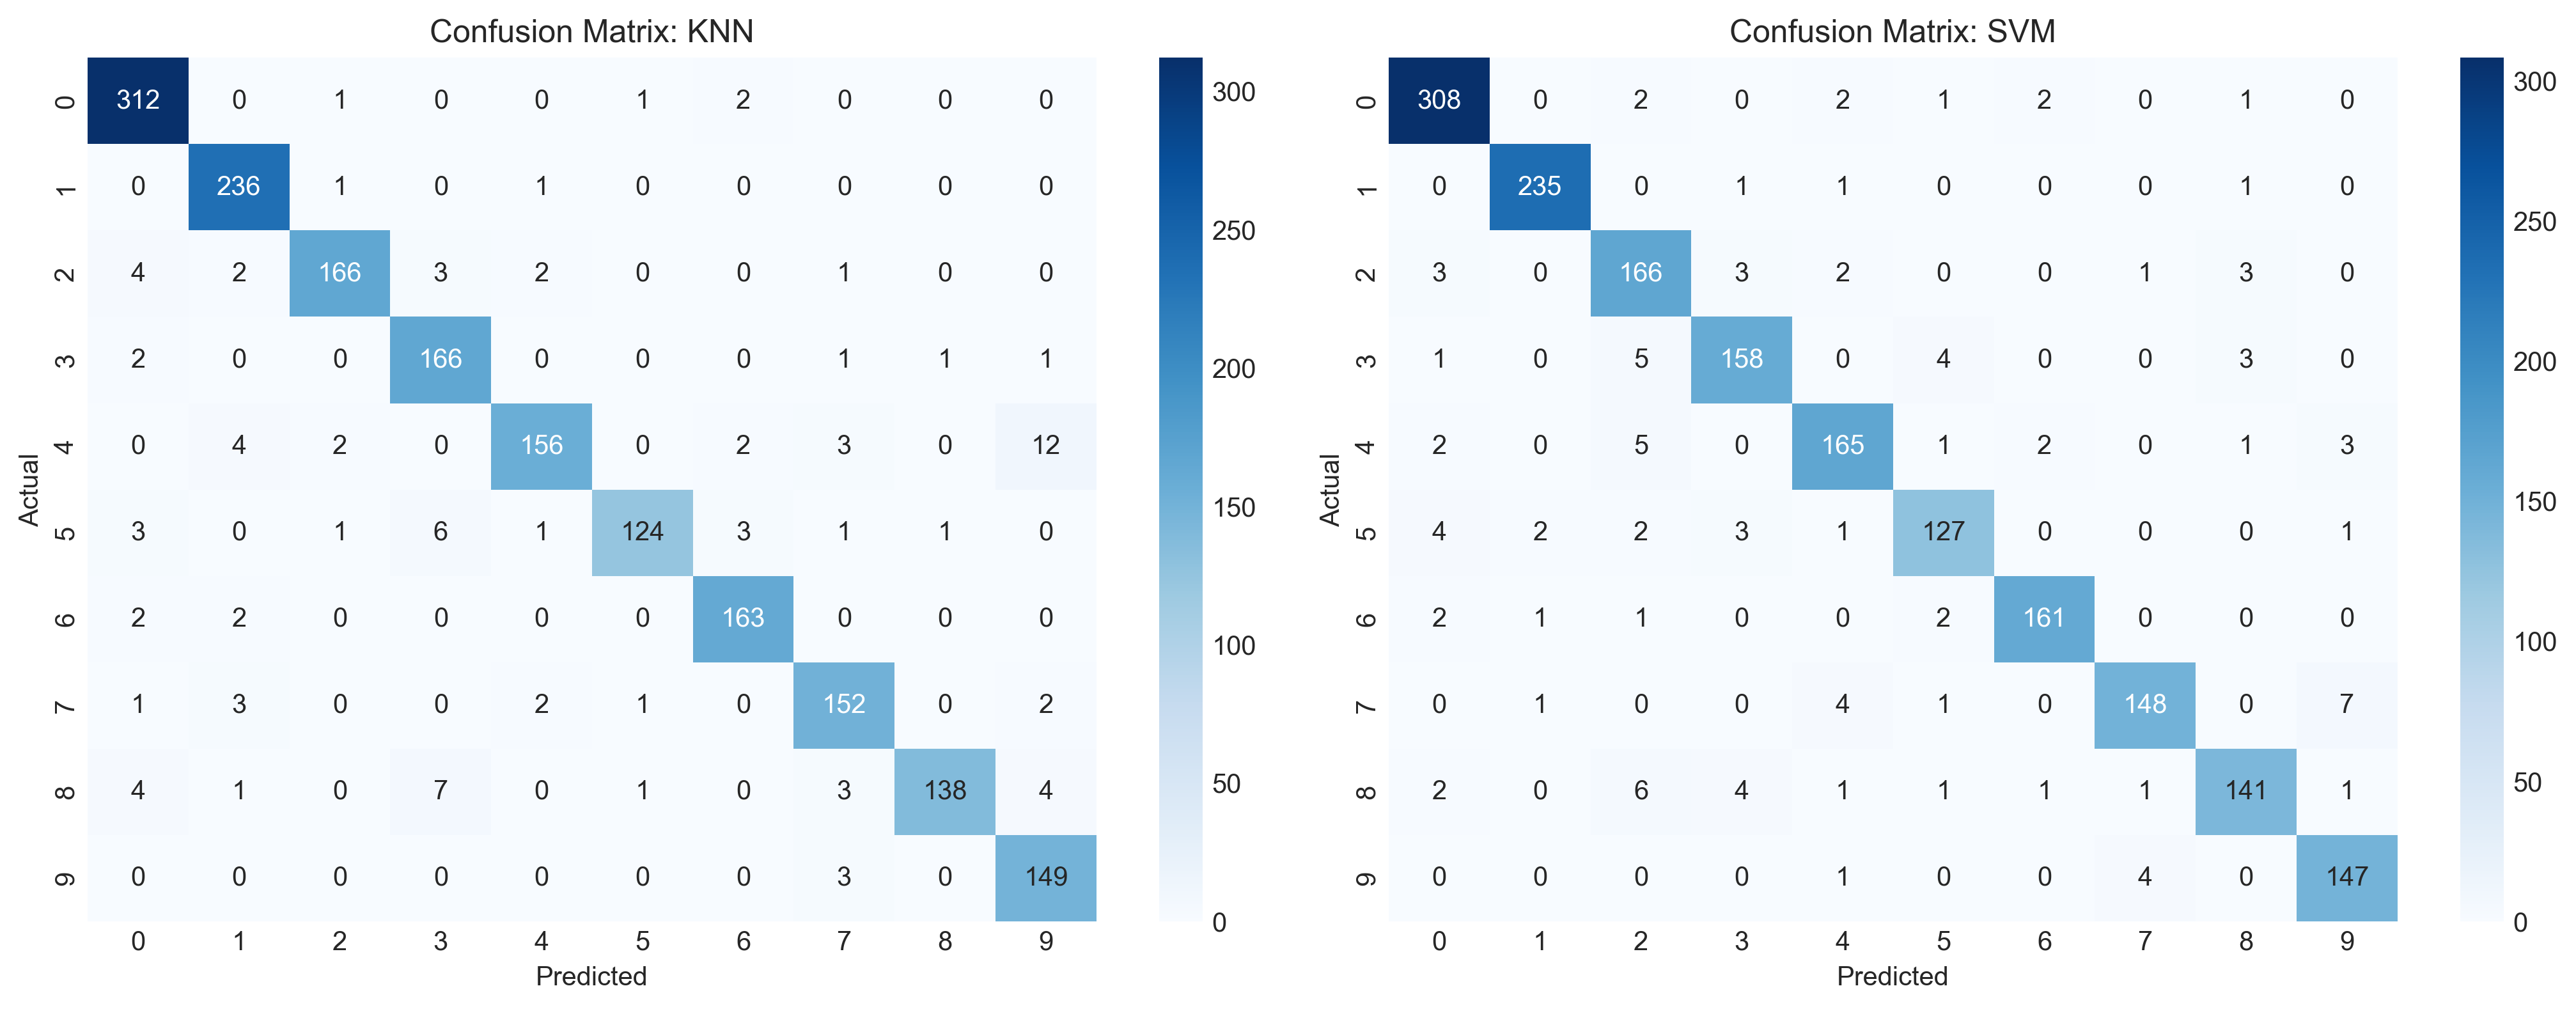 Confusion Matrix: KNN
0 312 0 1 0 0 1 2 0 0 0
1 0 236 1 0 1 0 0 0 0 0
2 4 2 166 3 2 0 0 1 0 0
3 2 0 0 166 0 0 0 1 1 1
4 0 4 2 0 156 0 2 3 0 12
5 3 0 1 6 1 124 3 1 1 0
6 2 2 0 0 0 0 163 0 0 0
7 1 3 0 0 2 1 0 152 0 2
8 4 1 0 7 0 1 0 3 138 4
9 0 0 0 0 0 0 0 3 0 149
0 1 2 3 4 5 6 7 8 9
Actual
Predicted
300
250
200
150
100
50
0
Confusion Matrix: SVM
0 308 0 2 0 2 1 2 0 1 0
1 0 235 0 1 1 0 0 0 1 0
2 3 0 166 3 2 0 0 1 3 0
3 1 0 5 158 0 4 0 0 3 0
4 2 0 5 0 165 1 2 0 1 3
5 4 2 2 3 1 127 0 0 0 1
6 2 1 1 0 0 2 161 0 0 0
7 0 1 0 0 4 1 0 148 0 7
8 2 0 6 4 1 1 1 1 141 1
9 0 0 0 0 1 0 0 4 0 147
0 1 2 3 4 5 6 7 8 9
Actual
Predicted
300
250
200
150
100
50
0